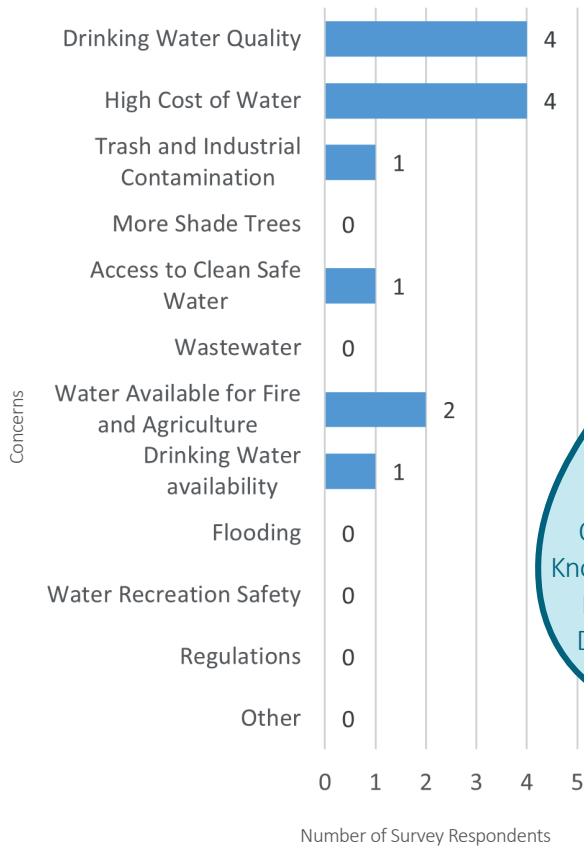 Drinking Water Quality
4
High Cost of Water
4
Trash and Industrial
Contamination
1
More Shade Trees
0
Access to Clean Safe
Water
1
Wastewater
0
Water Available for Fire
and Agriculture
2
Drinking Water
availability
1
Flooding
0
Water Recreation Safety
0
Regulations
0
Other
0
Concerns
0 1 2 3 4 5
Number of Survey Respondents